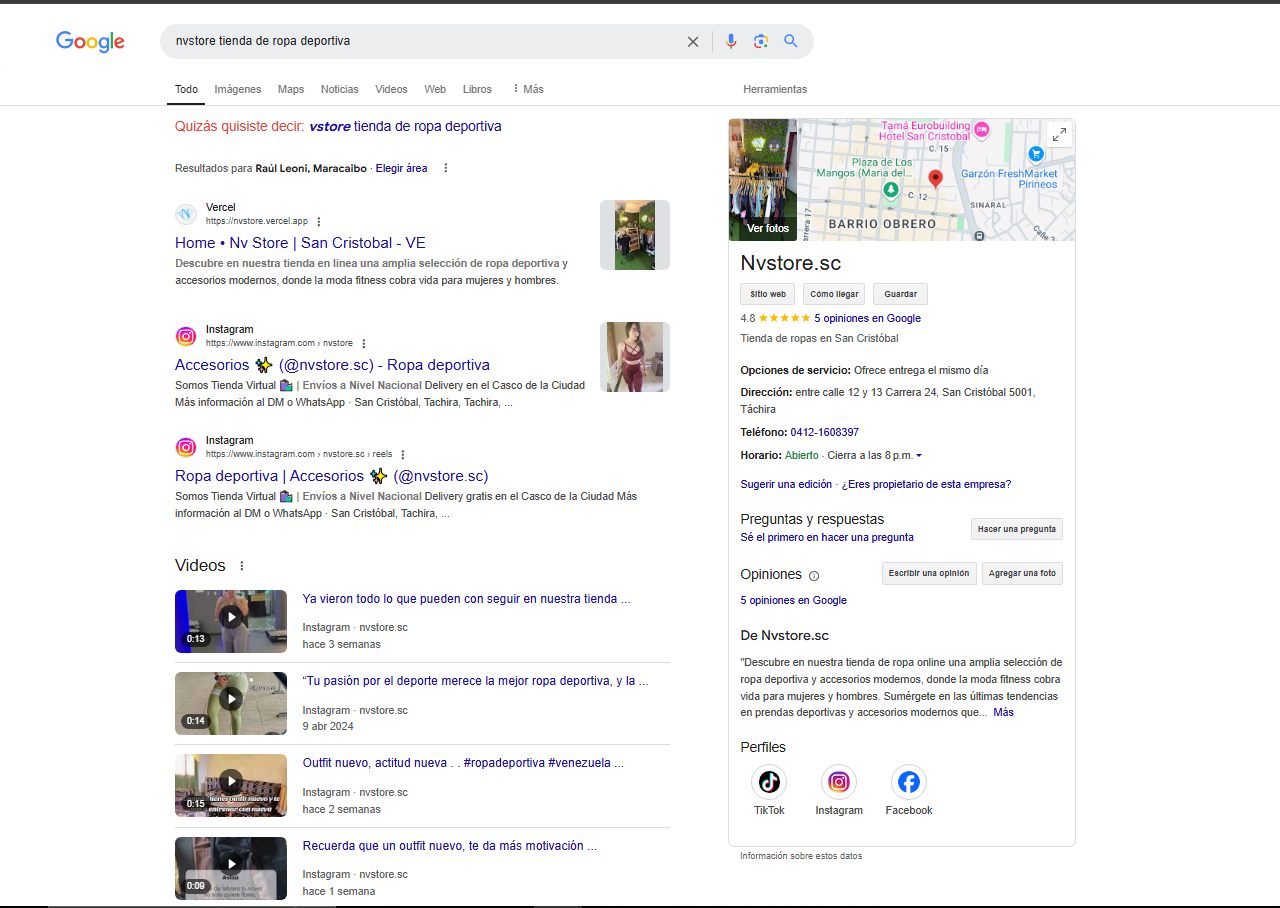 Google
nvstore tienda de ropa deportiva
Todo Imágenes Maps Noticias Videos Web Libros Más Herramientas
Quizás quisiste decir: vstore tienda de ropa deportiva
Resultados para Raúl Leoni, Maracaibo · Elegir área
Vercel
https://nvstore.vercel.app
Home • Nv Store | San Cristobal - VE
Descubre en nuestra tienda en linea una amplia selección de ropa deportiva y
accesorios modernos, donde la moda fitness cobra vida para mujeres y hombres.
Instagram
https://www.instagram.com › nvstore
Accesorios ✨ (@nvstore.sc) - Ropa deportiva
Somos Tienda Virtual 🛍️ | Envíos a Nivel Nacional Delivery en el Casco de la Ciudad
Más información al DM o WhatsApp · San Cristóbal, Tachira, Tachira, ...
Instagram
https://www.instagram.com › nvstore.sc › reels
Ropa deportiva | Accesorios ✨ (@nvstore.sc)
Somos Tienda Virtual 🛍️ | Envíos a Nivel Nacional Delivery gratis en el Casco de la Ciudad Más
información al DM o WhatsApp · San Cristóbal, Tachira, ...
Videos
0:13
Ya vieron todo lo que pueden con seguir en nuestra tienda ...
Instagram · nvstore.sc
hace 3 semanas
0:14
“Tu pasión por el deporte merece la mejor ropa deportiva, y la ...
Instagram · nvstore.sc
9 abr 2024
0:15
Outfit nuevo, actitud nueva . . #ropadeportiva #venezuela ...
Instagram · nvstore.sc
hace 2 semanas
0:09
Recuerda que un outfit nuevo, te da más motivación ...
Instagram · nvstore.sc
hace 1 semana
Tamá Eurobuilding
Hotel San Cristobal
C. 15
Plaza de Los
Mangos (María del...
Garzón FreshMarket
Pirineos
C. 12
SINARAL
BARRIO OBRERO
Carrera 17
Calle 3
Ver fotos
Nvstore.sc
Sitio web Cómo llegar Guardar
4.8 5 opiniones en Google
Tienda de ropas en San Cristóbal
Opciones de servicio: Ofrece entrega el mismo día
Dirección: entre calle 12 y 13 Carrera 24, San Cristóbal 5001,
Táchira
Teléfono: 0412-1608397
Horario: Abierto · Cierra a las 8 p.m.
Sugerir una edición · ¿Eres propietario de esta empresa?
Preguntas y respuestas
Sé el primero en hacer una pregunta
Hacer una pregunta
Opiniones
Escribir una opinión Agregar una foto
5 opiniones en Google
De Nvstore.sc
"Descubre en nuestra tienda de ropa online una amplia selección de
ropa deportiva y accesorios modernos, donde la moda fitness cobra
vida para mujeres y hombres. Sumérgete en las últimas tendencias
en prendas deportivas y accesorios modernos que... Más
Perfiles
TikTok Instagram Facebook
Información sobre estos datos